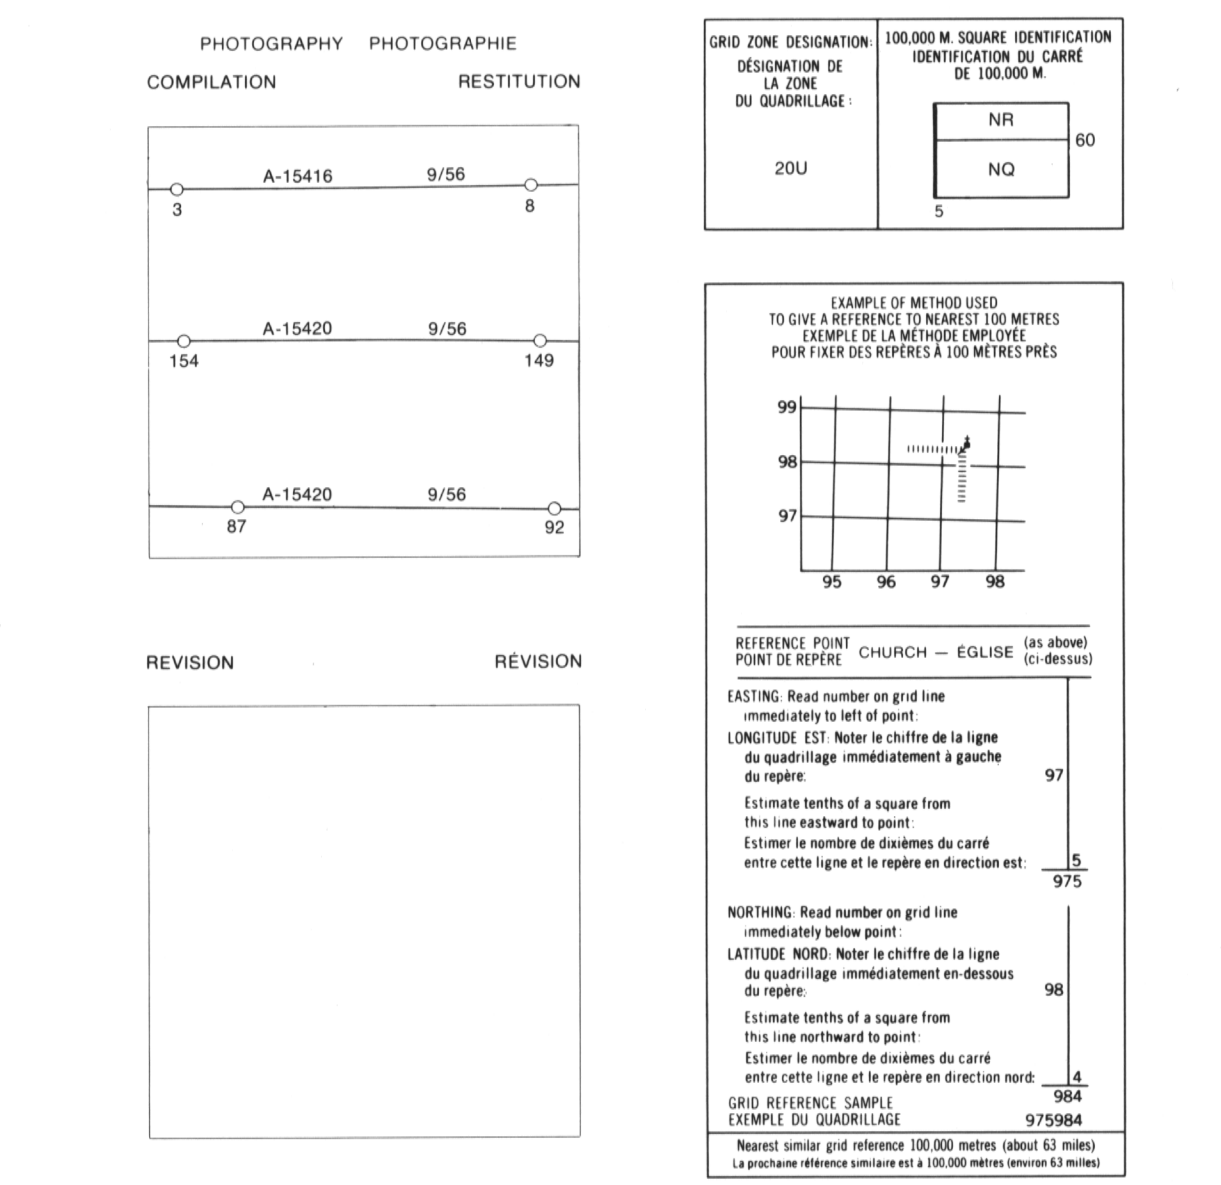 PHOTOGRAPHY PHOTOGRAPHIE
COMPILATION RESTITUTION
A-15416 9/56
3 8
A-15420 9/56
154 149
A-15420 9/56
87 92
REVISION RÉVISION
GRID ZONE DESIGNATION:
DÉSIGNATION DE
LA ZONE
DU QUADRILLAGE :
20U
100,000 M. SQUARE IDENTIFICATION
IDENTIFICATION DU CARRÉ
DE 100,000 M.
NR
60
NQ
5
EXAMPLE OF METHOD USED
TO GIVE A REFERENCE TO NEAREST 100 METRES
EXEMPLE DE LA MÉTHODE EMPLOYÉE
POUR FIXER DES REPÈRES À 100 MÈTRES PRÈS
99
98
97
95 96 97 98
REFERENCE POINT
POINT DE REPÈRE
CHURCH — ÉGLISE
(as above)
(ci-dessus)
EASTING: Read number on grid line
immediately to left of point:
LONGITUDE EST: Noter le chiffre de la ligne
du quadrillage immédiatement à gauche
du repère: 97
Estimate tenths of a square from
this line eastward to point:
Estimer le nombre de dixièmes du carré
entre cette ligne et le repère en direction est: 5
975
NORTHING: Read number on grid line
immediately below point:
LATITUDE NORD: Noter le chiffre de la ligne
du quadrillage immédiatement en-dessous
du repère: 98
Estimate tenths of a square from
this line northward to point:
Estimer le nombre de dixièmes du carré
entre cette ligne et le repère en direction nord: 4
984
GRID REFERENCE SAMPLE
EXEMPLE DU QUADRILLAGE 975984
Nearest similar grid reference 100,000 metres (about 63 miles)
La prochaine référence similaire est à 100,000 mètres (environ 63 milles)